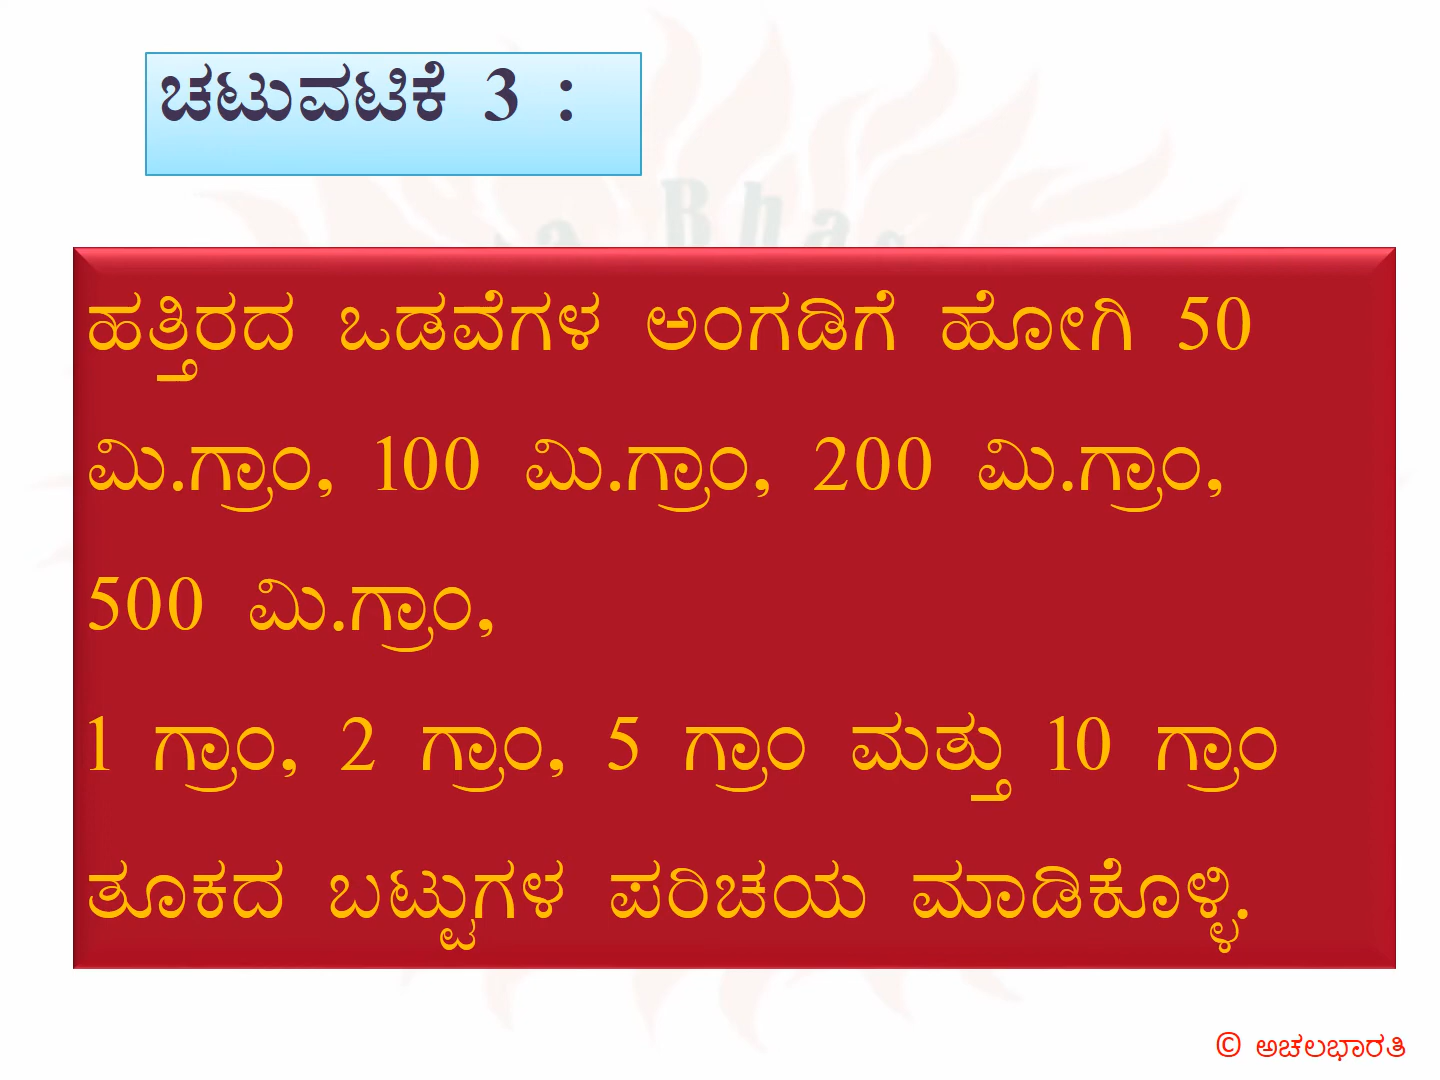 ಚಟುವಟಿಕೆ 3 :
ಹತ್ತಿರದ ಒಡವೆಗಳ ಅಂಗಡಿಗೆ ಹೋಗಿ 50
ಮಿ.ಗ್ರಾಂ, 100 ಮಿ.ಗ್ರಾಂ, 200 ಮಿ.ಗ್ರಾಂ,
500 ಮಿ.ಗ್ರಾಂ,
1 ಗ್ರಾಂ, 2 ಗ್ರಾಂ, 5 ಗ್ರಾಂ ಮತ್ತು 10 ಗ್ರಾಂ
ತೂಕದ ಬಟ್ಟುಗಳ ಪರಿಚಯ ಮಾಡಿಕೊಳ್ಳಿ.
© ಅಚಲಭಾರತಿ